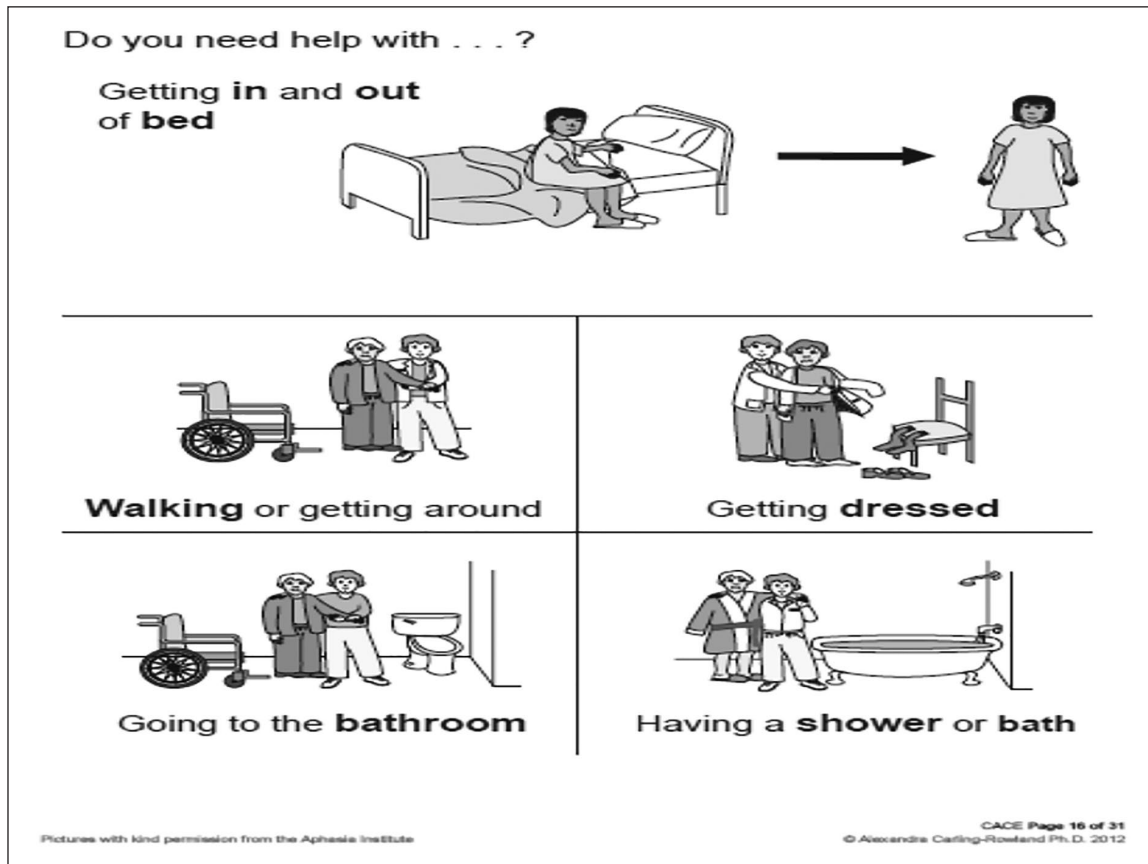 Do you need help with . . . ?
Getting in and out
of bed
Walking or getting around
Getting dressed
Going to the bathroom
Having a shower or bath
Pictures with kind permission from the Aphasia Institute
CACE Page 16 of 31
© Alexandra Carling-Rowland Ph.D. 2012